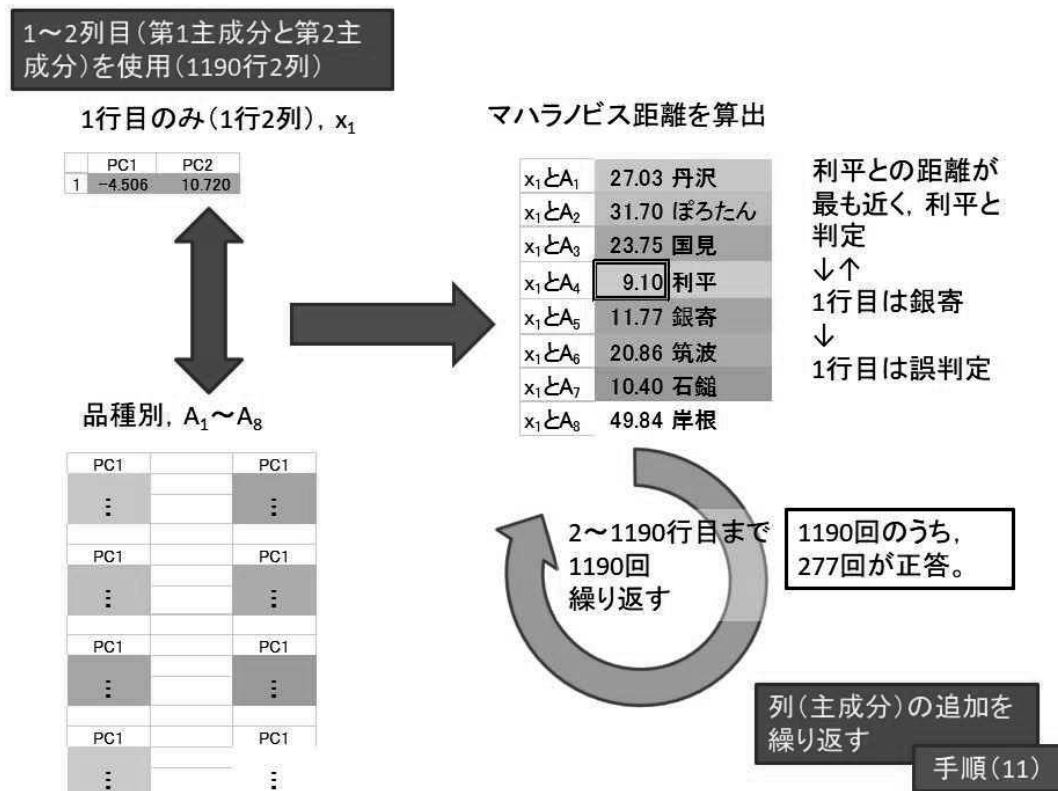 1～2列目（第1主成分と第2主
成分）を使用（1190行2列）
1行目のみ（1行2列）, x₁
PC1 PC2
1 −4.506 10.720
品種別, A₁～A₈
PC1 PC1
⋮ ⋮
PC1 PC1
⋮ ⋮
PC1 PC1
⋮ ⋮
PC1 PC1
⋮ ⋮
マハラノビス距離を算出
x₁とA₁ 27.03 丹沢
x₁とA₂ 31.70 ぽろたん
x₁とA₃ 23.75 国見
x₁とA₄ 9.10 利平
x₁とA₅ 11.77 銀寄
x₁とA₆ 20.86 筑波
x₁とA₇ 10.40 石鎚
x₁とA₈ 49.84 岸根
利平との距離が
最も近く, 利平と
判定
↓↑
1行目は銀寄
↓
1行目は誤判定
2～1190行目まで
1190回
繰り返す
1190回のうち,
277回が正答。
列（主成分）の追加を
繰り返す
手順（11）